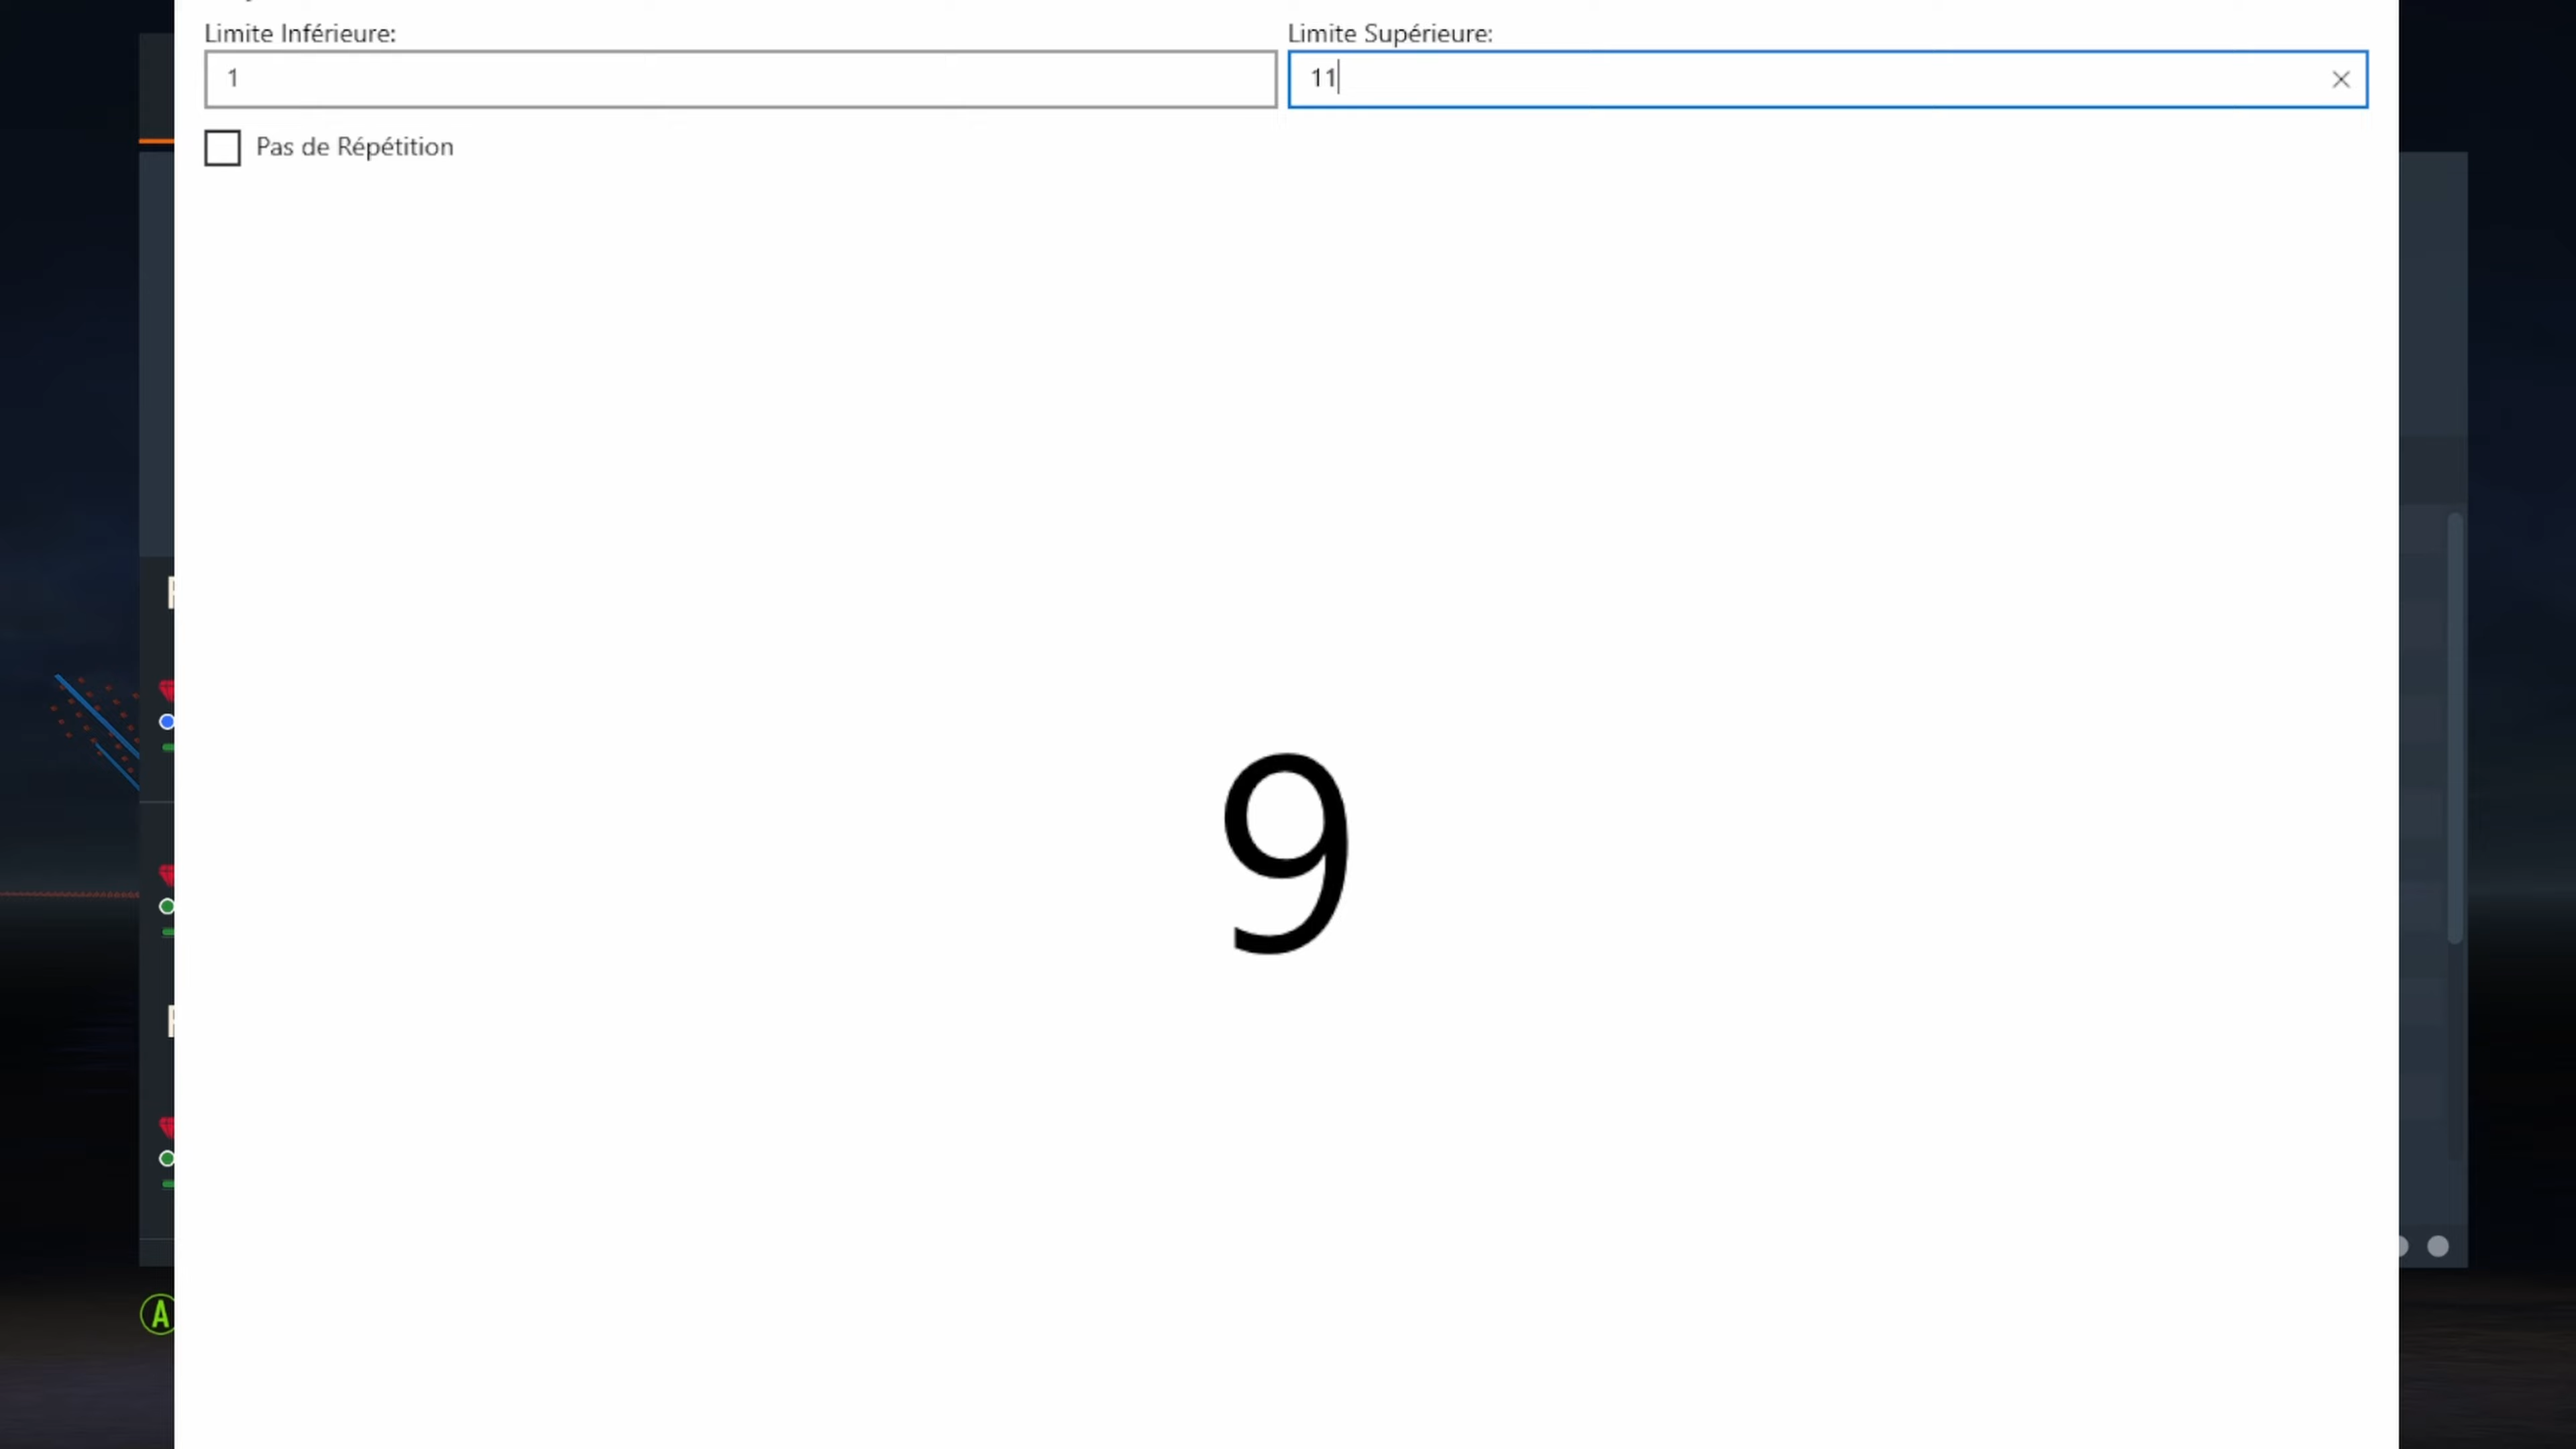 Limite Inférieure:
Limite Supérieure:
1
11
Pas de Répétition
9
A